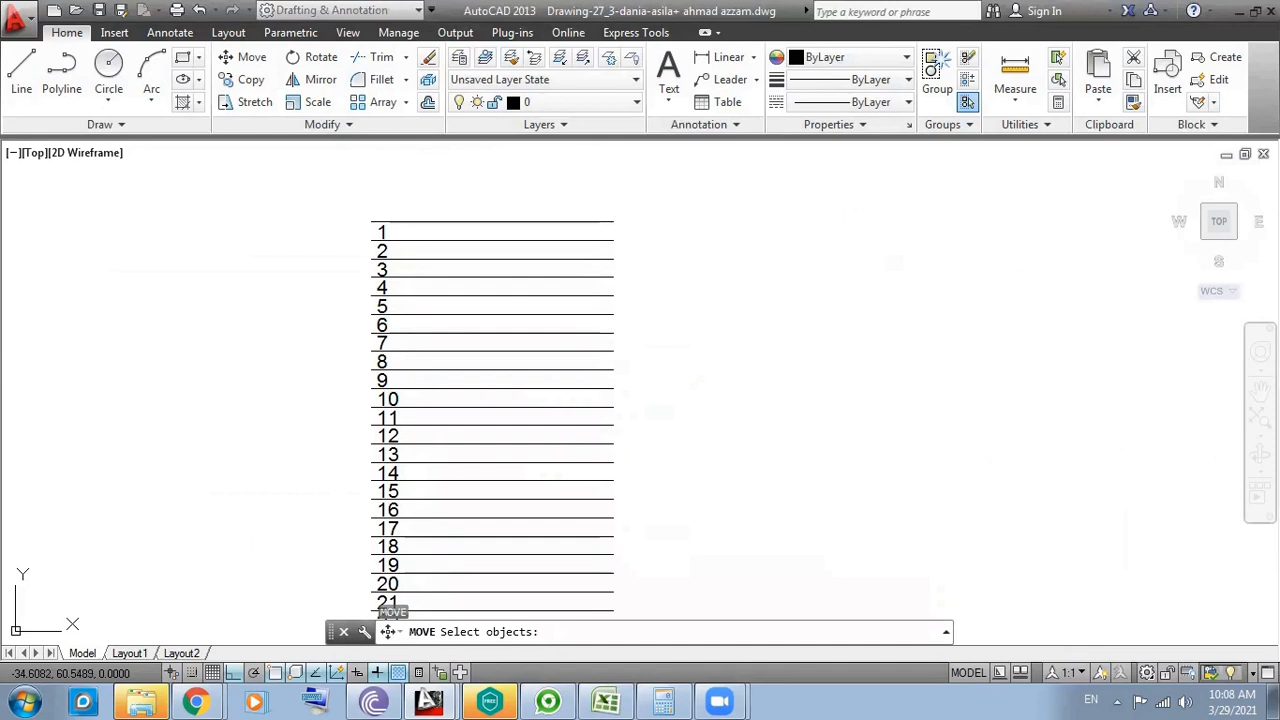 Drafting & Annotation
AutoCAD 2013 Drawing-27_3-dania-asila+ ahmad azzam.dwg
Type a keyword or phrase
Sign In
Home Insert Annotate Layout Parametric View Manage Output Plug-ins Online Express Tools
Line Polyline Circle Arc
Move Rotate Trim
Copy Mirror Fillet
Stretch Scale Array
Unsaved Layer State
0
Text
Linear
Leader
Table
ByLayer
ByLayer
ByLayer
Group
Measure
Paste
Insert
Create
Edit
Draw Modify Layers Annotation Properties Groups Utilities Clipboard Block
[−][Top][2D Wireframe]
N
W TOP E
S
WCS
1
2
3
4
5
6
7
8
9
10
11
12
13
14
15
16
17
18
19
20
21
MOVE
Y
X
MOVE Select objects:
Model Layout1 Layout2
-34.6082, 60.5489, 0.0000
MODEL
1:1
FREE
EN
10:08 AM
3/29/2021